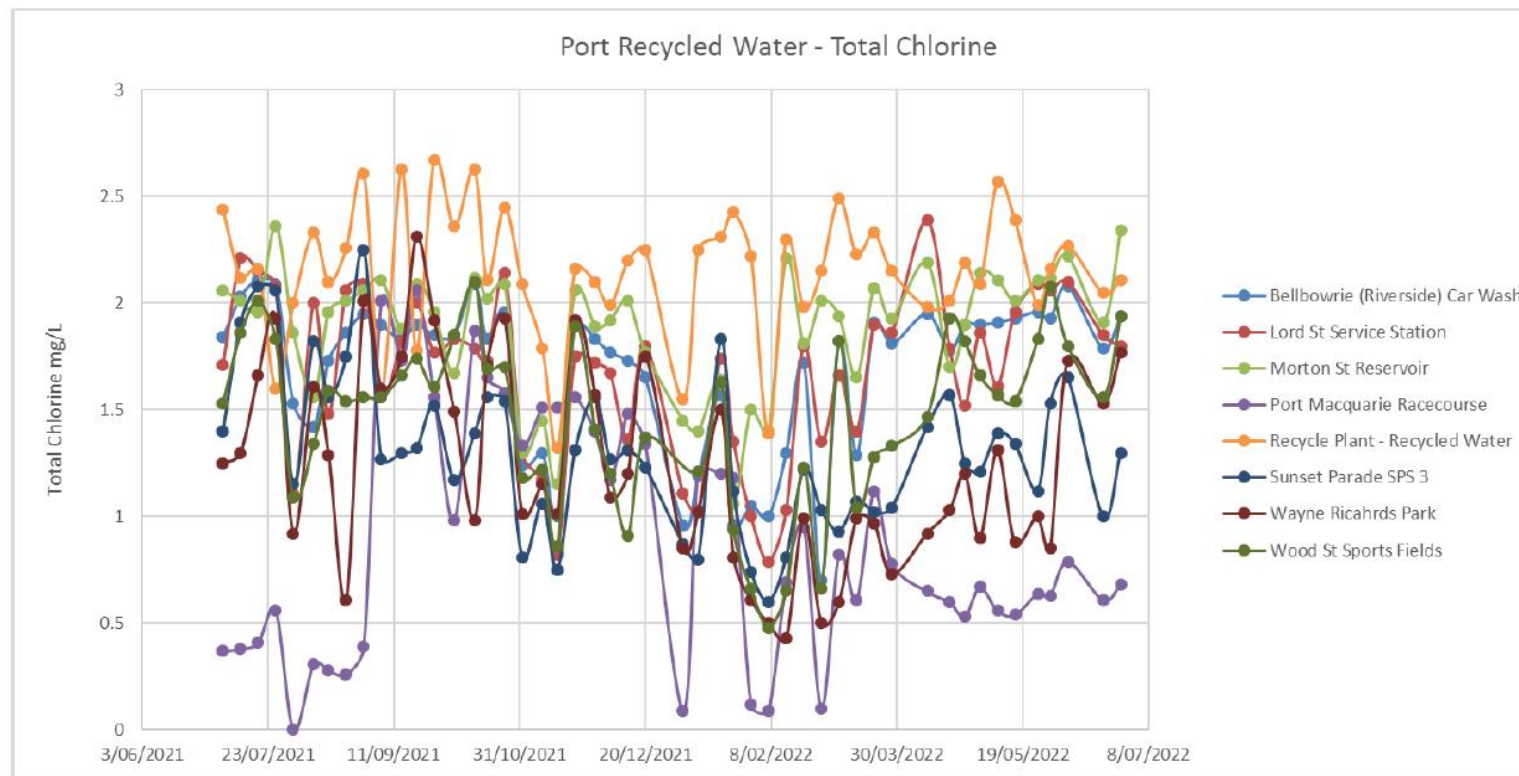 Port Recycled Water - Total Chlorine
3
2.5
2
1.5
1
0.5
0
Total Chlorine mg/L
3/06/2021
23/07/2021
11/09/2021
31/10/2021
20/12/2021
8/02/2022
30/03/2022
19/05/2022
8/07/2022
Bellbowrie (Riverside) Car Wash
Lord St Service Station
Morton St Reservoir
Port Macquarie Racecourse
Recycle Plant - Recycled Water
Sunset Parade SPS 3
Wayne Ricahrds Park
Wood St Sports Fields